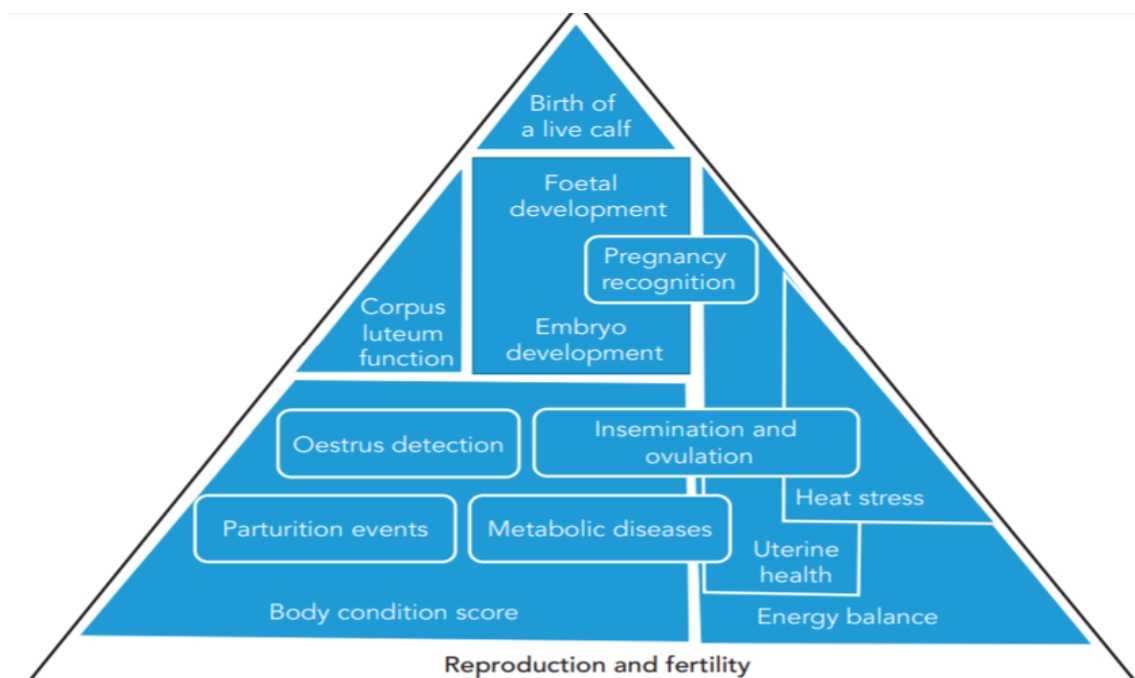 Birth of
a live calf
Foetal
development
Pregnancy
recognition
Corpus
luteum
function
Embryo
development
Oestrus detection
Insemination and
ovulation
Heat stress
Parturition events
Metabolic diseases
Uterine
health
Body condition score
Energy balance
Reproduction and fertility